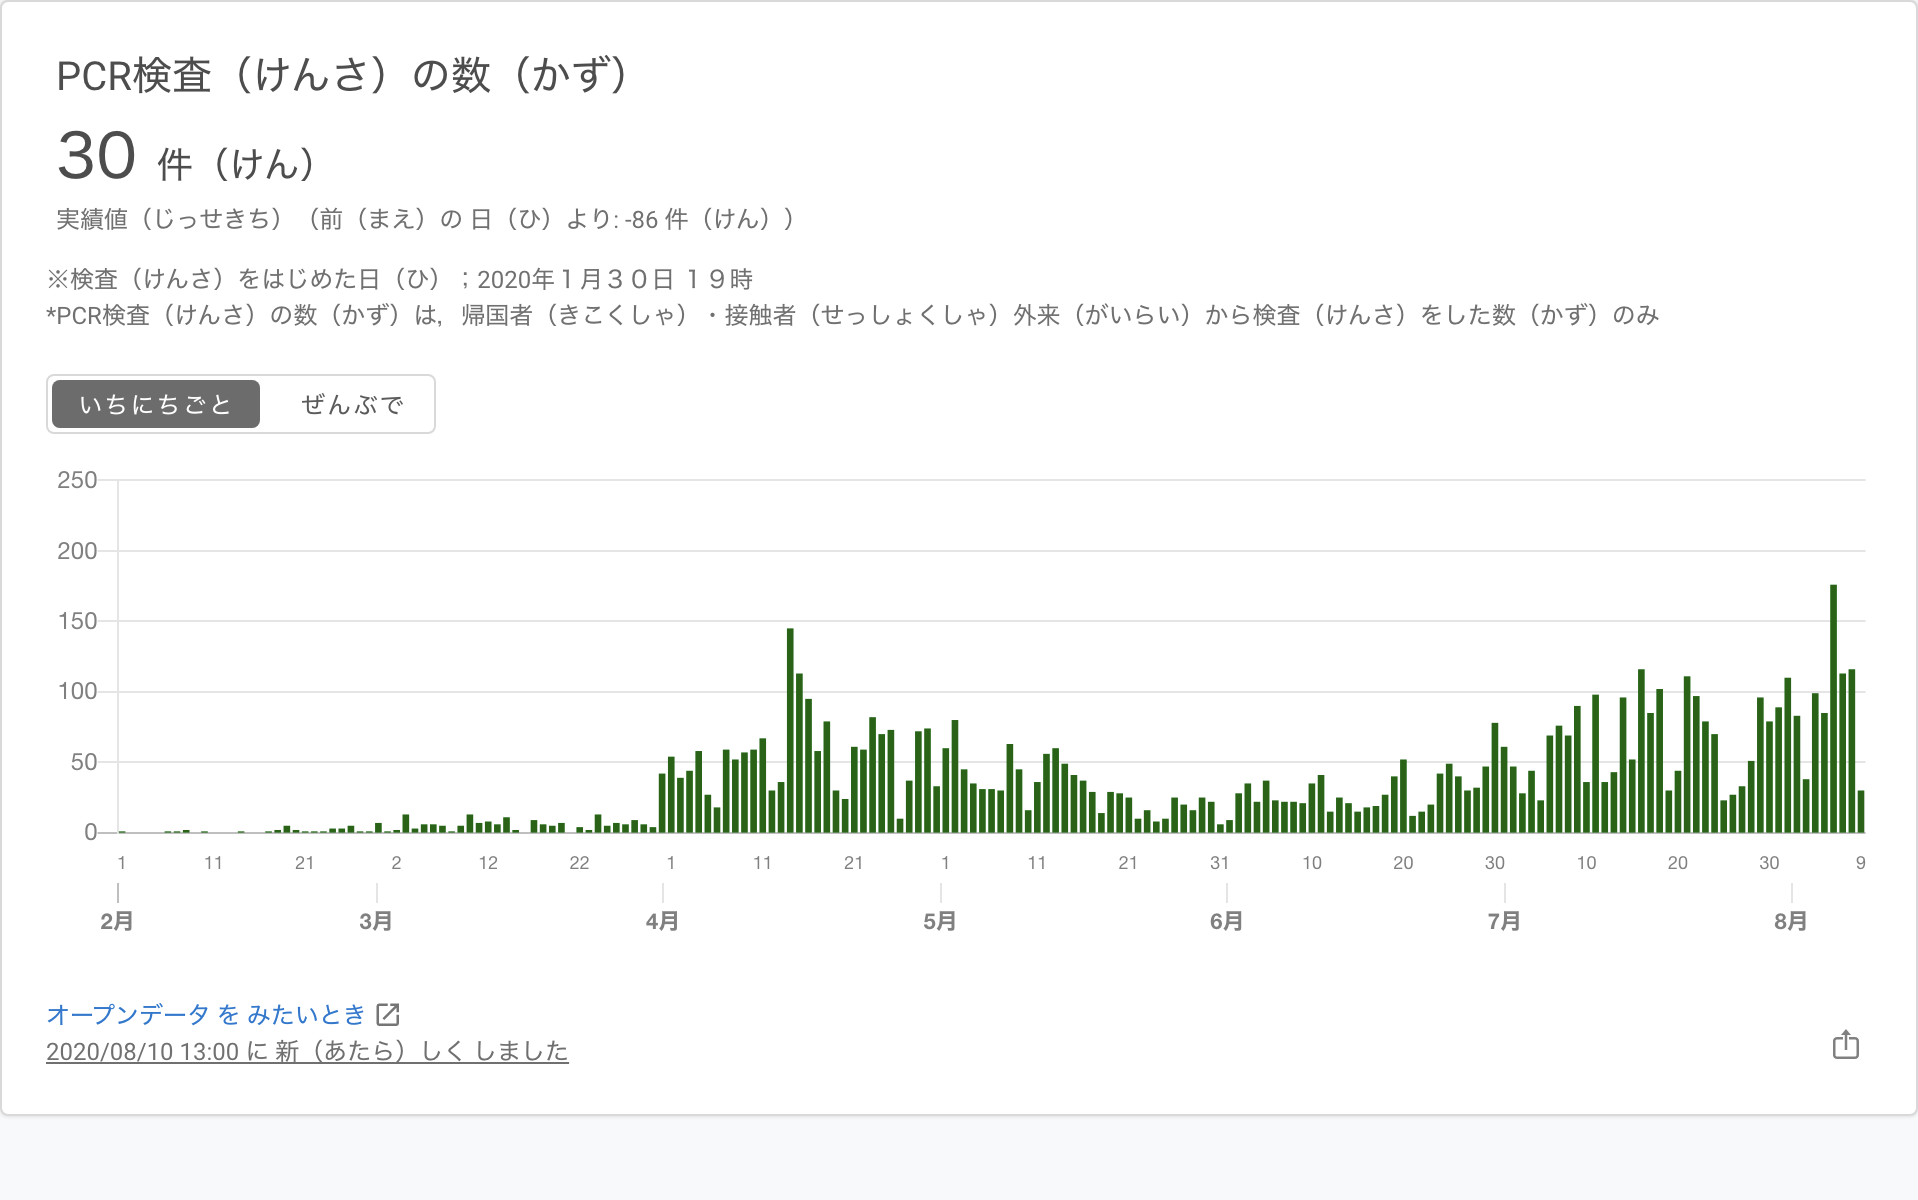 PCR検査（けんさ）の数（かず）
30 件（けん）
実績値（じっせきち）（前（まえ）の 日（ひ）より: -86 件（けん））
※検査（けんさ）をはじめた日（ひ）；2020年１月３０日 １９時
*PCR検査（けんさ）の数（かず）は，帰国者（きこくしゃ）・接触者（せっしょくしゃ）外来（がいらい）から検査（けんさ）をした数（かず）のみ
いちにちごと ぜんぶで
250
200
150
100
50
0
1 11 21 2 12 22 1 11 21 1 11 21 31 10 20 30 10 20 30 9
2月 3月 4月 5月 6月 7月 8月
オープンデータ を みたいとき
2020/08/10 13:00 に 新（あたら）しく しました